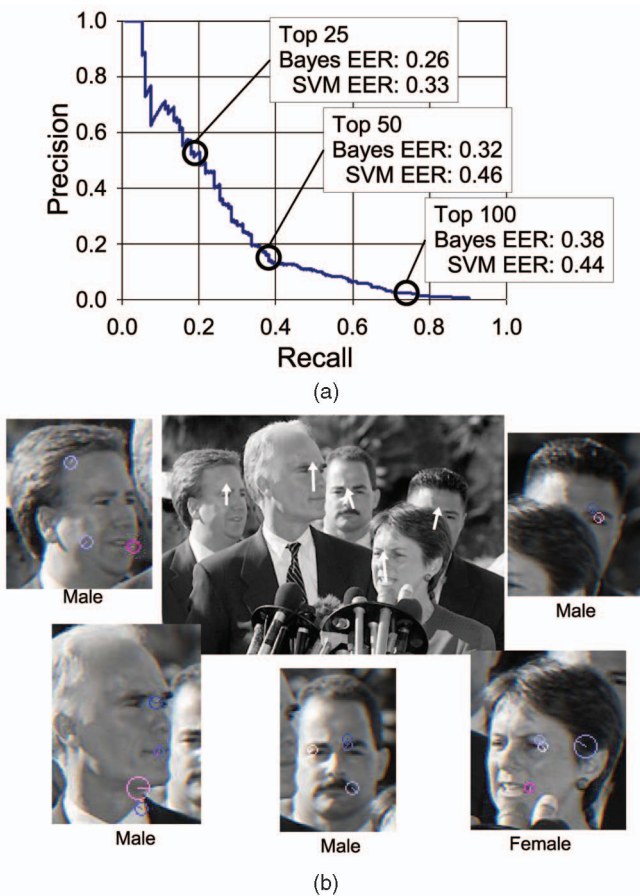 Top 25
Bayes EER: 0.26
SVM EER: 0.33
Top 50
Bayes EER: 0.32
SVM EER: 0.46
Top 100
Bayes EER: 0.38
SVM EER: 0.44
Precision
1.0
0.8
0.6
0.4
0.2
0.0
0.0 0.2 0.4 0.6 0.8 1.0
Recall
(a)
Male
Male
Male
Male
Female
(b)